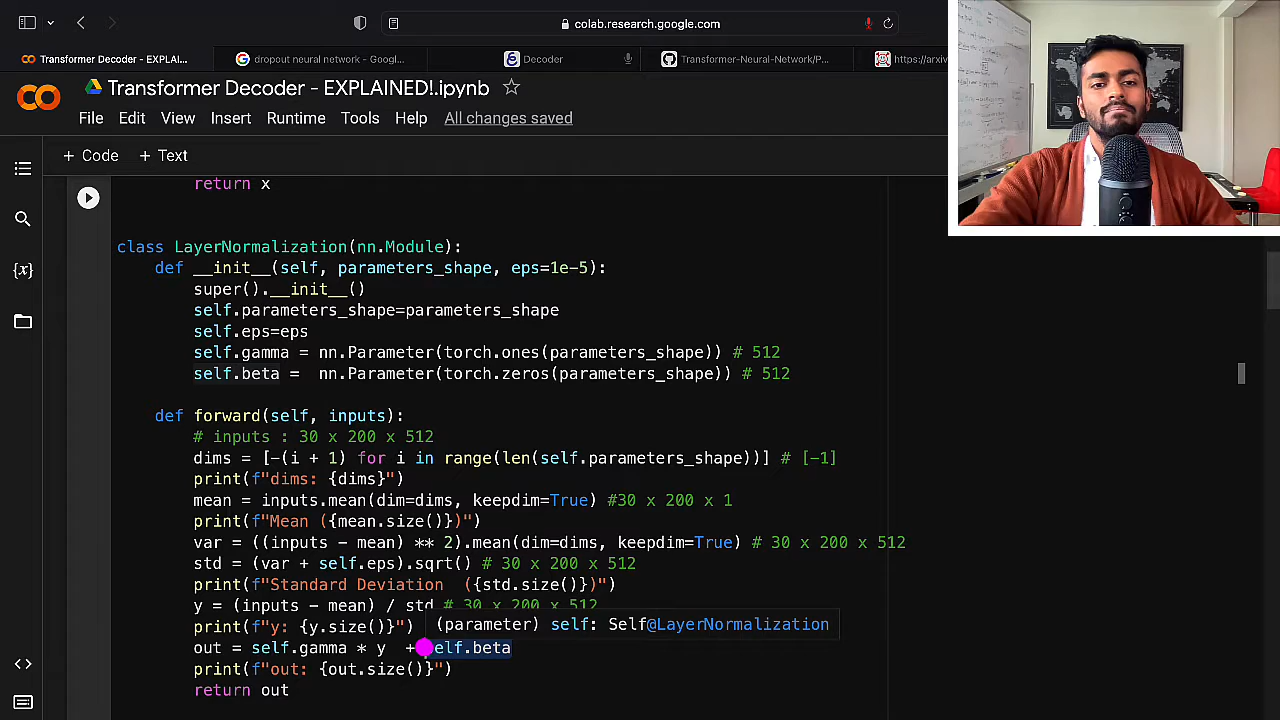 colab.research.google.com
Transformer Decoder - EXPLAI...
dropout neural network - Googl...
Decoder
Transformer-Neural-Network/P...
https://arxiv
Transformer Decoder - EXPLAINED!.ipynb
File Edit View Insert Runtime Tools Help All changes saved
+ Code + Text
return x
class LayerNormalization(nn.Module):
def __init__(self, parameters_shape, eps=1e-5):
super().__init__()
self.parameters_shape=parameters_shape
self.eps=eps
self.gamma = nn.Parameter(torch.ones(parameters_shape)) # 512
self.beta = nn.Parameter(torch.zeros(parameters_shape)) # 512
def forward(self, inputs):
# inputs : 30 x 200 x 512
dims = [-(i + 1) for i in range(len(self.parameters_shape))] # [-1]
print(f"dims: {dims}")
mean = inputs.mean(dim=dims, keepdim=True) #30 x 200 x 1
print(f"Mean ({mean.size()})")
var = ((inputs - mean) ** 2).mean(dim=dims, keepdim=True) # 30 x 200 x 512
std = (var + self.eps).sqrt() # 30 x 200 x 512
print(f"Standard Deviation ({std.size()})")
y = (inputs - mean) / std # 30 x 200 x 512
print(f"y: {y.size()}")
(parameter) self: Self@LayerNormalization
out = self.gamma * y + self.beta
print(f"out: {out.size()}")
return out